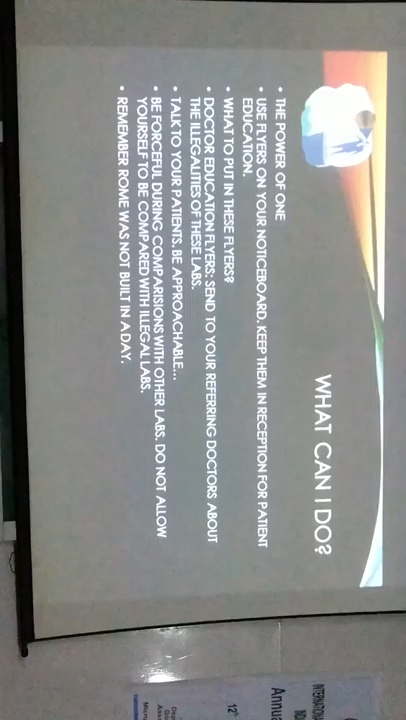 WHAT CAN I DO?
• THE POWER OF ONE
• USE FLYERS ON YOUR NOTICEBOARD. KEEP THEM IN RECEPTION FOR PATIENT
EDUCATION.
• WHAT TO PUT IN THESE FLYERS?
• DOCTOR EDUCATION FLYERS: SEND TO YOUR REFERRING DOCTORS ABOUT
THE ILLEGALITIES OF THESE LABS.
• TALK TO YOUR PATIENTS. BE APPROACHABLE...
• BE FORCEFUL DURING COMPARISIONS WITH OTHER LABS. DO NOT ALLOW
YOURSELF TO BE COMPARED WITH ILLEGAL LABS.
• REMEMBER ROME WAS NOT BUILT IN A DAY.
Annua
12th